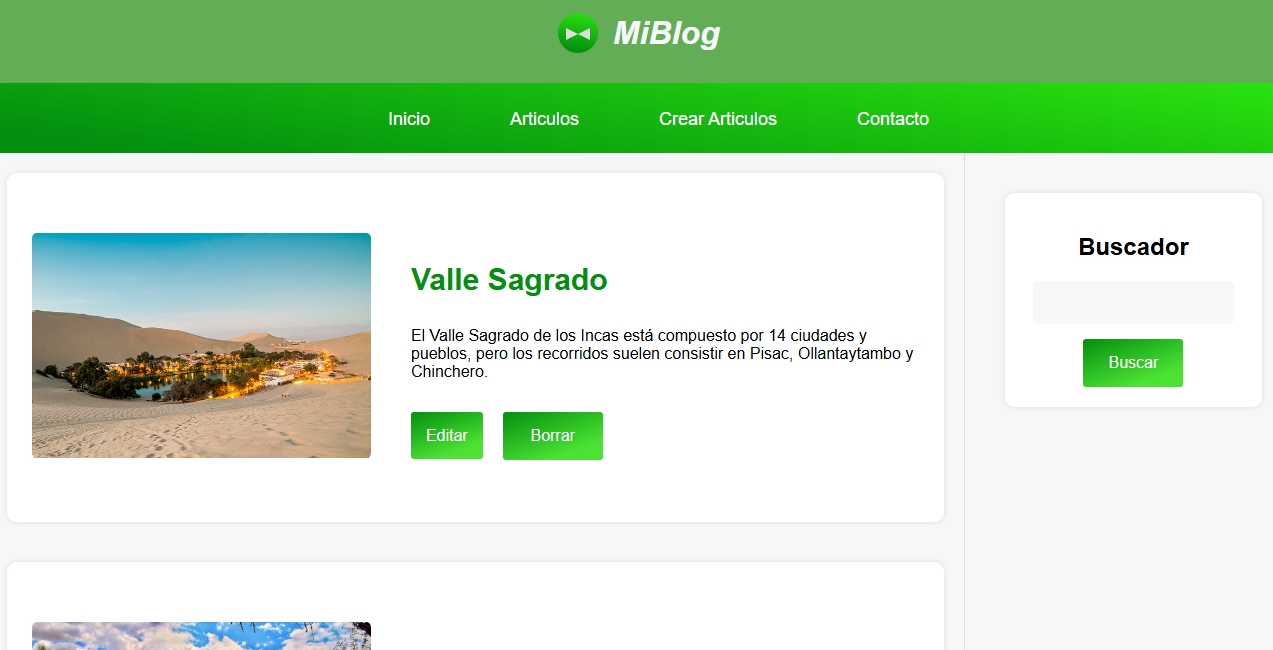 MiBlog
Inicio
Articulos
Crear Articulos
Contacto
Valle Sagrado
El Valle Sagrado de los Incas está compuesto por 14 ciudades y
pueblos, pero los recorridos suelen consistir en Pisac, Ollantaytambo y
Chinchero.
Editar
Borrar
Buscador
Buscar